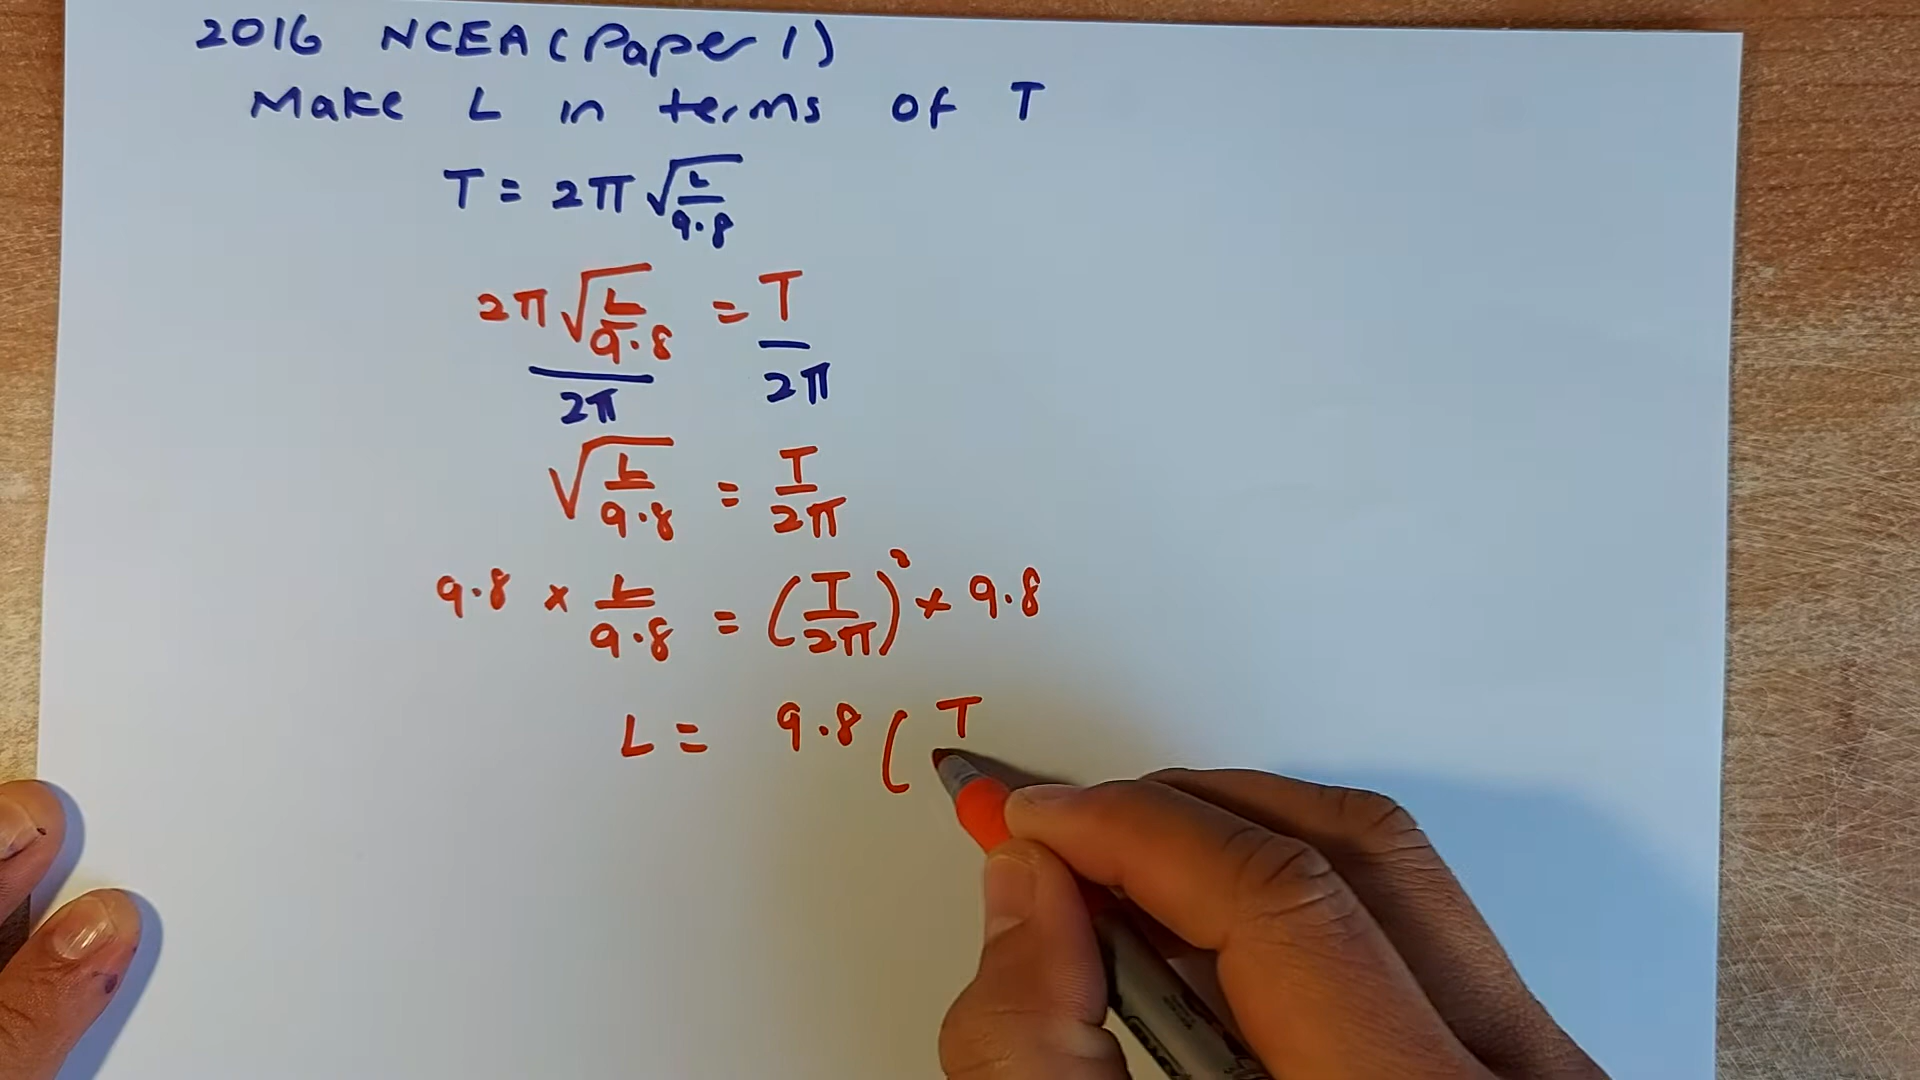 2016 NCEA (Paper 1)
Make L in terms of T
T = 2π √(L/9.8)
2π √(L/9.8) / 2π = T / 2π
√(L/9.8) = T/2π
9.8 × L/9.8 = (T/2π)² × 9.8
L = 9.8 ( T